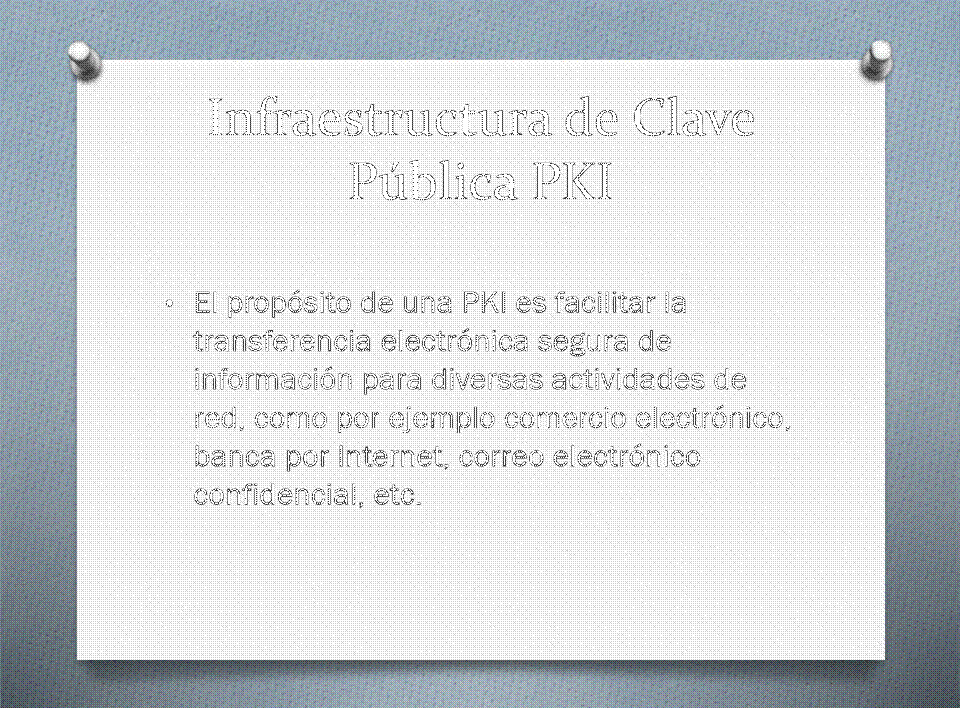 Infraestructura de Clave
Pública PKI
• El propósito de una PKI es facilitar la
transferencia electrónica segura de
información para diversas actividades de
red, como por ejemplo comercio electrónico,
banca por Internet, correo electrónico
confidencial, etc.